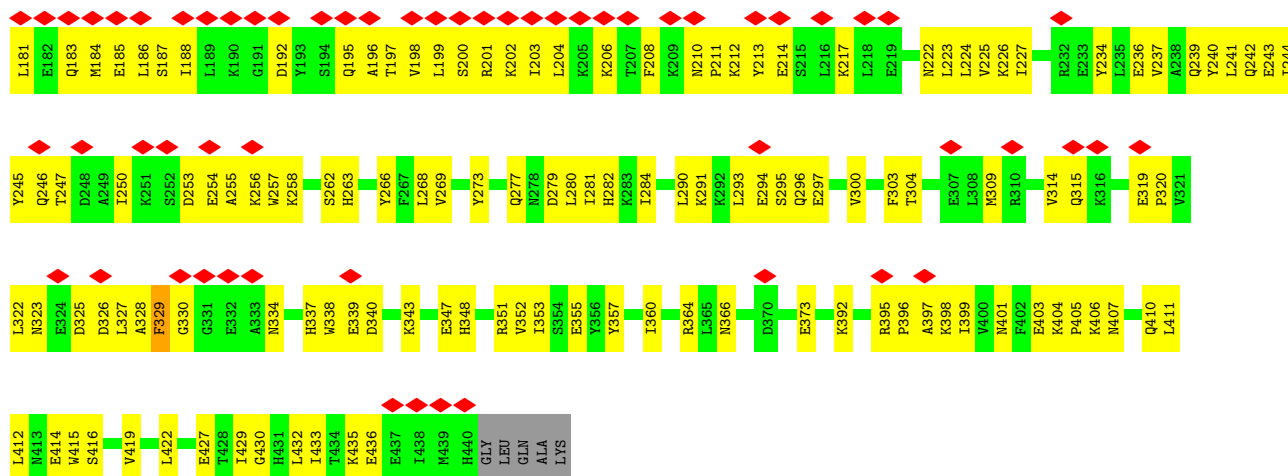 L181 E182 Q183 M184 E185 L186 S187 I188 L189 K190 G191 D192 Y193 S194 Q195 A196 T197 V198 L199 S200 R201 K202 I203 L204 K205 K206 T207 F208 K209 N210 P211 K212 Y213 E214 S215 L216 K217 L218 E219 N222 L223 L224 V225 K226 I227 R232 E233 Y234 L235 E236 V237 A238 Q239 Y240 L241 Q242 E243 I244
Y245 Q246 T247 D248 A249 I250 K251 S252 D253 E254 A255 K256 W257 K258 S262 H263 Y266 F267 L268 V269 Y273 Q277 N278 D279 L280 I281 H282 K283 I284 L290 K291 K292 L293 E294 S295 Q296 E297 V300 F303 T304 E307 L308 M309 R310 V314 Q315 K316 E319 P320 V321
L322 N323 E324 D325 D326 L327 A328 F329 G330 G331 E332 A333 N334 H337 W338 E339 D340 K343 E347 H348 R351 V352 I353 S354 E355 Y356 Y357 I360 R364 L365 N366 D370 E373 K392 R395 P396 A397 K398 I399 V400 N401 F402 E403 K404 P405 K406 N407 Q410 L411
L412 N413 E414 W415 S416 V419 L422 E427 T428 I429 G430 H431 L432 I433 T434 K435 E436 E437 I438 M439 H440 GLY LEU GLN ALA LYS